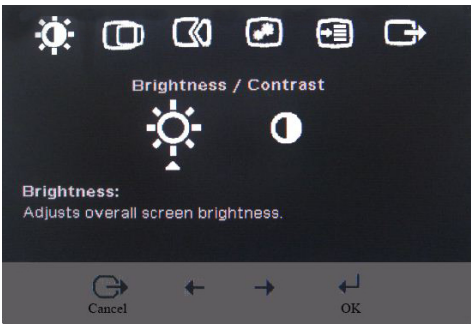 Brightness / Contrast
Brightness:
Adjusts overall screen brightness.
Cancel
OK